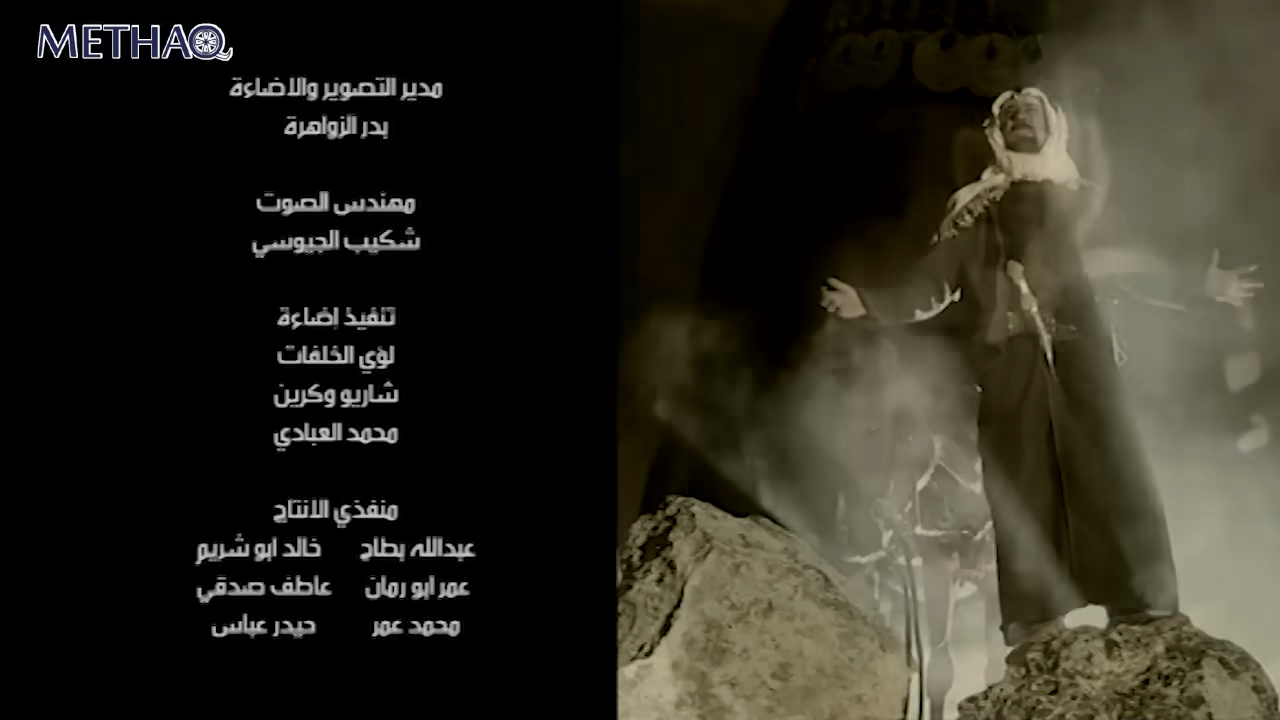 METHAQ
مدير التصوير والاضاءة
بدر الزواهرة
مهندس الصوت
شكيب الجيوسي
تنفيذ إضاءة
لؤي الخلفات
شاريو وكرين
محمد العبادي
منفذي الانتاج
عبدالله بطاح خالد ابو شريم
عمر ابو رمان عاطف صدقي
محمد عمر حيدر عباس